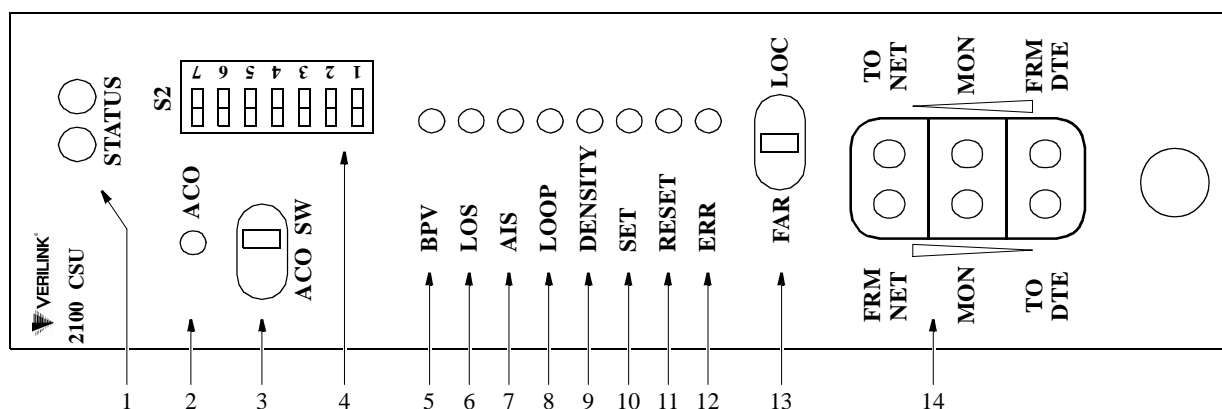 VERILINK®
2100 CSU
STATUS
ACO
ACO SW
S2
7 6 5 4 3 2 1
BPV
LOS
AIS
LOOP
DENSITY
SET
RESET
ERR
FAR
LOC
TO NET
MON
FRM DTE
FRM NET
MON
TO DTE
1 2 3 4 5 6 7 8 9 10 11 12 13 14